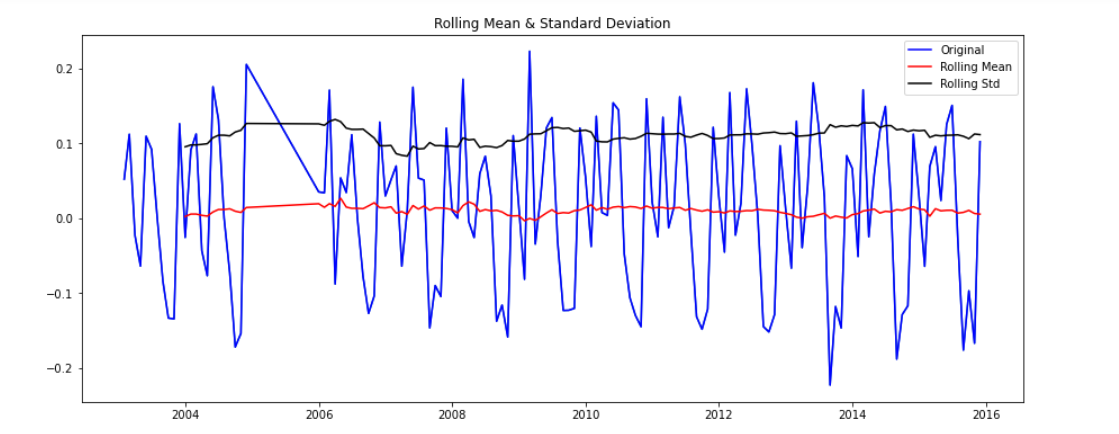 Rolling Mean & Standard Deviation
Original
Rolling Mean
Rolling Std
0.2
0.1
0.0
−0.1
−0.2
2004 2006 2008 2010 2012 2014 2016